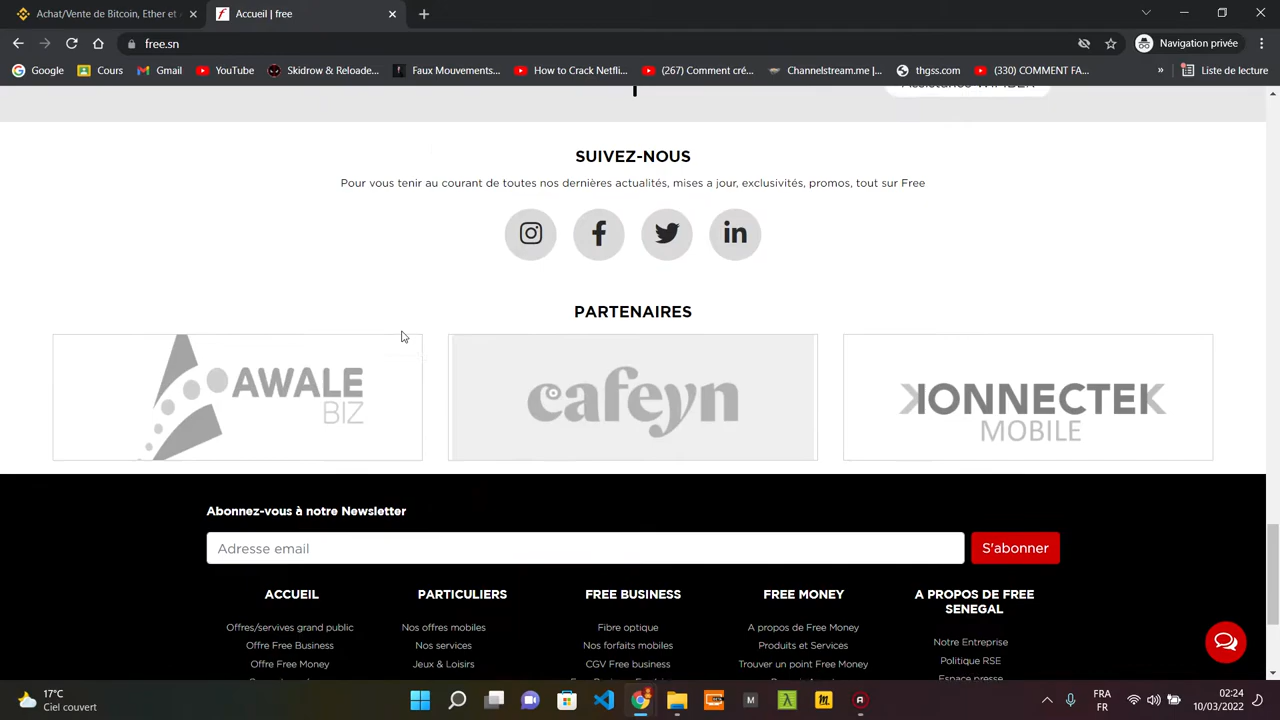 Achat/Vente de Bitcoin, Ether et
Accueil | free
free.sn
Navigation privée
Google
Cours
Gmail
YouTube
Skidrow & Reloade...
Faux Mouvements...
How to Crack Netfli...
(267) Comment cré...
Channelstream.me |...
thgss.com
(330) COMMENT FA...
»
Liste de lecture
SUIVEZ-NOUS
Pour vous tenir au courant de toutes nos dernières actualités, mises a jour, exclusivités, promos, tout sur Free
PARTENAIRES
AWALE
BIZ
cafeyn
KONNECTEK
MOBILE
Abonnez-vous à notre Newsletter
Adresse email
S'abonner
ACCUEIL
Offres/servives grand public
Offre Free Business
Offre Free Money
PARTICULIERS
Nos offres mobiles
Nos services
Jeux & Loisirs
FREE BUSINESS
Fibre optique
Nos forfaits mobiles
CGV Free business
FREE MONEY
A propos de Free Money
Produits et Services
Trouver un point Free Money
A PROPOS DE FREE
SENEGAL
Notre Entreprise
Politique RSE
Espace presse
17°C
Ciel couvert
FRA
FR
02:24
10/03/2022